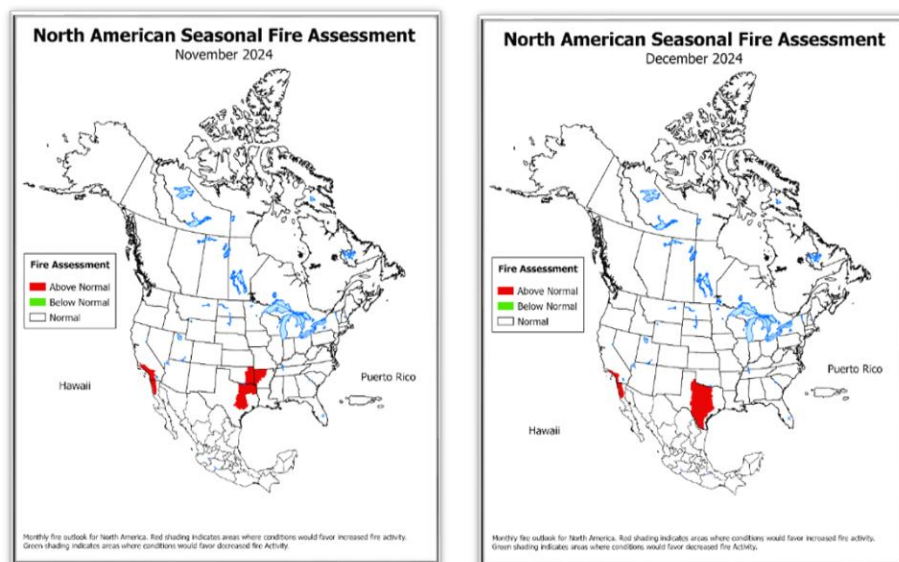 North American Seasonal Fire Assessment
November 2024
Fire Assessment
Above Normal
Below Normal
Normal
Hawaii
Puerto Rico
Monthly fire outlook for North America. Red shading indicates areas where conditions would favor increased fire activity.
Green shading indicates areas where conditions would favor decreased fire Activity.
North American Seasonal Fire Assessment
December 2024
Fire Assessment
Above Normal
Below Normal
Normal
Puerto Rico
Hawaii
Monthly fire outlook for North America. Red shading indicates areas where conditions would favor increased fire activity.
Green shading indicates areas where conditions would favor decreased fire Activity.